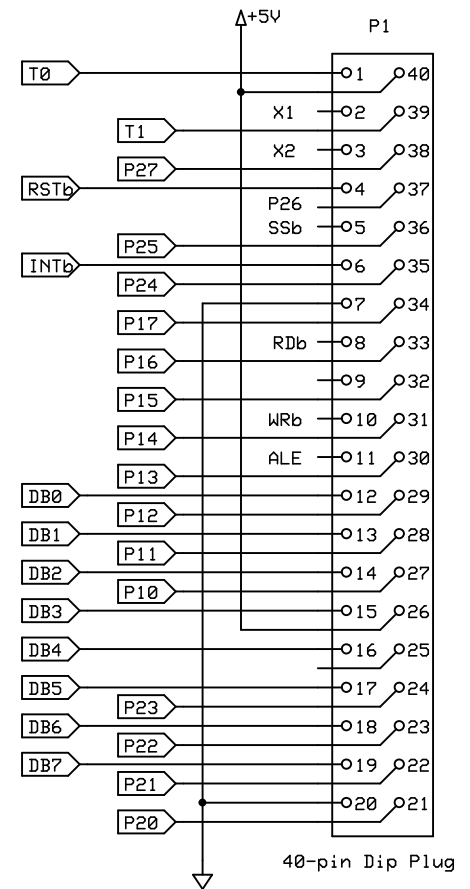 +5V
P1
T0 1 40
X1 2 39
T1
X2 3 38
P27
RSTb 4 37
P26
SSb 5 36
P25
INTb 6 35
P24
7 34
P17
RDb 8 33
P16
9 32
P15
WRb 10 31
P14
ALE 11 30
P13
DB0 12 29
P12
DB1 13 28
P11
DB2 14 27
P10
DB3 15 26
DB4 16 25
DB5 17 24
P23
DB6 18 23
P22
DB7 19 22
P21
20 21
P20
40-pin Dip Plug